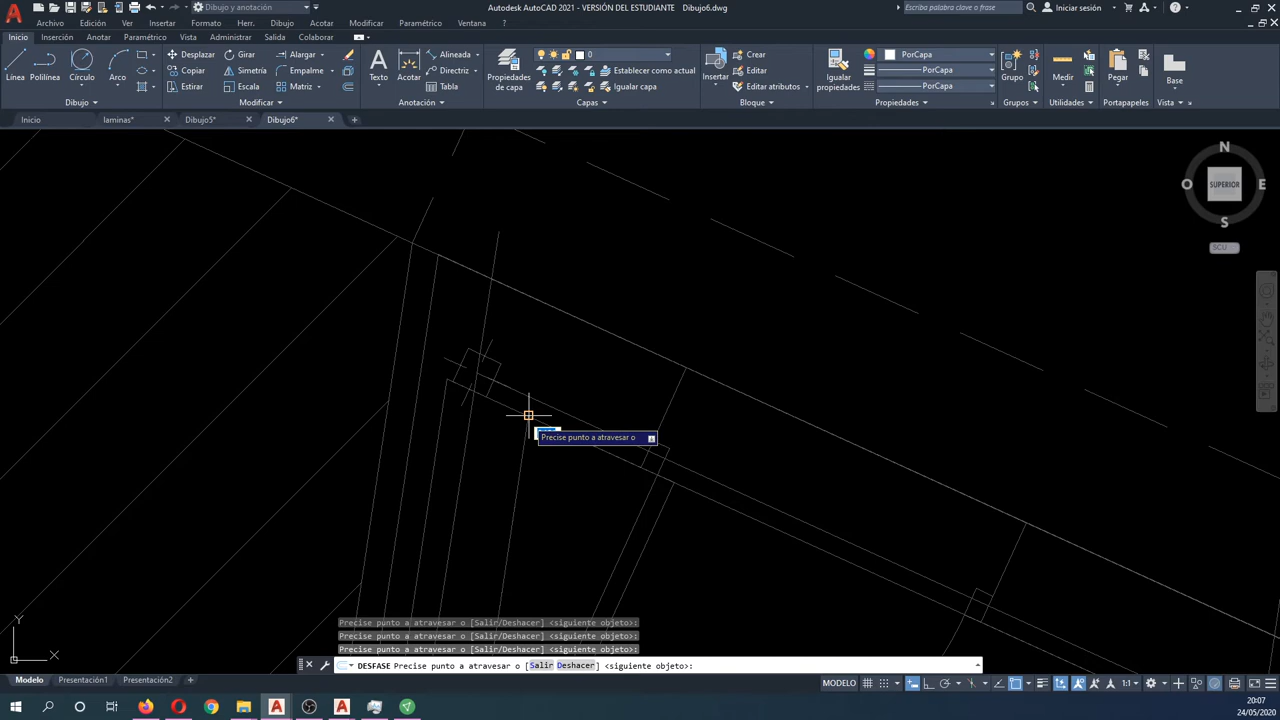 Dibujo y anotación
Autodesk AutoCAD 2021 - VERSIÓN DEL ESTUDIANTE Dibujo6.dwg
Escriba palabra clave o frase
Iniciar sesión
Archivo Edición Ver Insertar Formato Herr. Dibujo Acotar Modificar Paramétrico Ventana ?
Inicio Inserción Anotar Paramétrico Vista Administrar Salida Colaborar
Línea Polilínea Círculo Arco
Desplazar Girar Alargar
Copiar Simetría Empalme
Estirar Escala Matriz
Texto Acotar
Alineada
Directriz
Tabla
Propiedades de capa
0
Establecer como actual
Igualar capa
Insertar
Crear
Editar
Editar atributos
Igualar propiedades
PorCapa
PorCapa
PorCapa
Grupo Medir Pegar Base
Dibujo Modificar Anotación Capas Bloque Propiedades Grupos Utilidades Portapapeles Vista
Inicio laminas* Dibujo5* Dibujo6*
N
O SUPERIOR E
S
SCU
Precise punto a atravesar o
Y
X
Precise punto a atravesar o [Salir/Deshacer] <siguiente objeto>:
Precise punto a atravesar o [Salir/Deshacer] <siguiente objeto>:
Precise punto a atravesar o [Salir/Deshacer] <siguiente objeto>:
DESFASE Precise punto a atravesar o [Salir Deshacer] <siguiente objeto>:
Modelo Presentación1 Presentación2 +
MODELO
1:1
20:07
24/05/2020